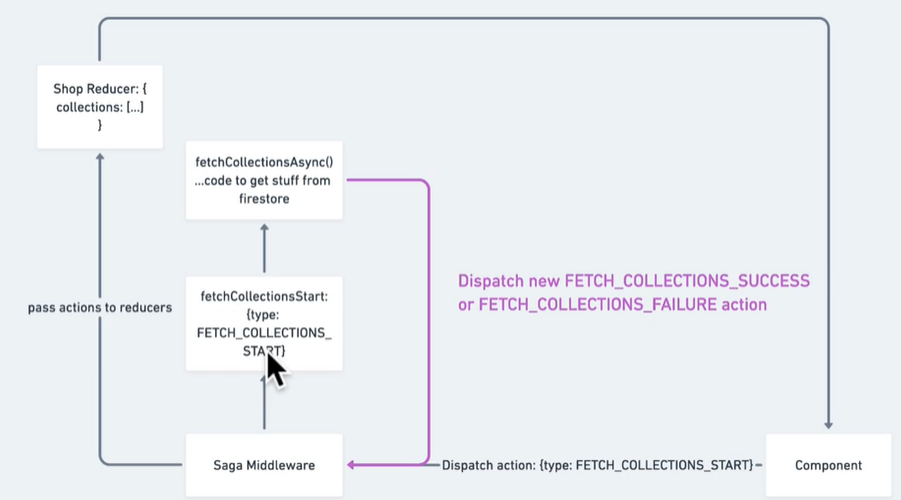 Shop Reducer: {
collections: [...]
}
fetchCollectionsAsync()
...code to get stuff from
firestore
fetchCollectionsStart:
{type:
FETCH_COLLECTIONS_
START}
pass actions to reducers
Dispatch new FETCH_COLLECTIONS_SUCCESS
or FETCH_COLLECTIONS_FAILURE action
Saga Middleware
Dispatch action: {type: FETCH_COLLECTIONS_START}
Component